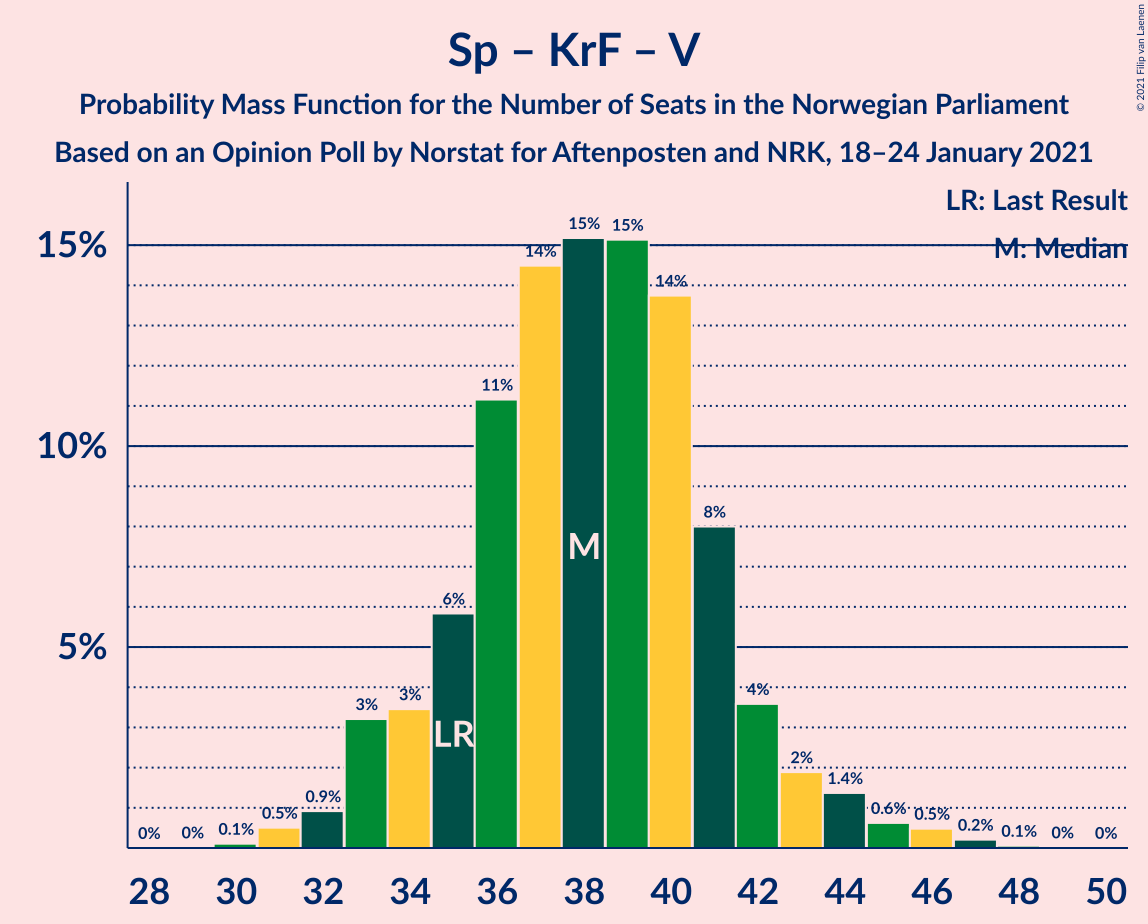 Sp – KrF – V
Probability Mass Function for the Number of Seats in the Norwegian Parliament
Based on an Opinion Poll by Norstat for Aftenposten and NRK, 18–24 January 2021
© 2021 Filip van Laenen
LR: Last Result
M: Median
15%
10%
5%
0% 0% 0.1% 0.5% 0.9% 3% 3% 6% 11% 14% 15% 15% 14% 8% 4% 2% 1.4% 0.6% 0.5% 0.2% 0.1% 0% 0%
M
LR
28 30 32 34 36 38 40 42 44 46 48 50